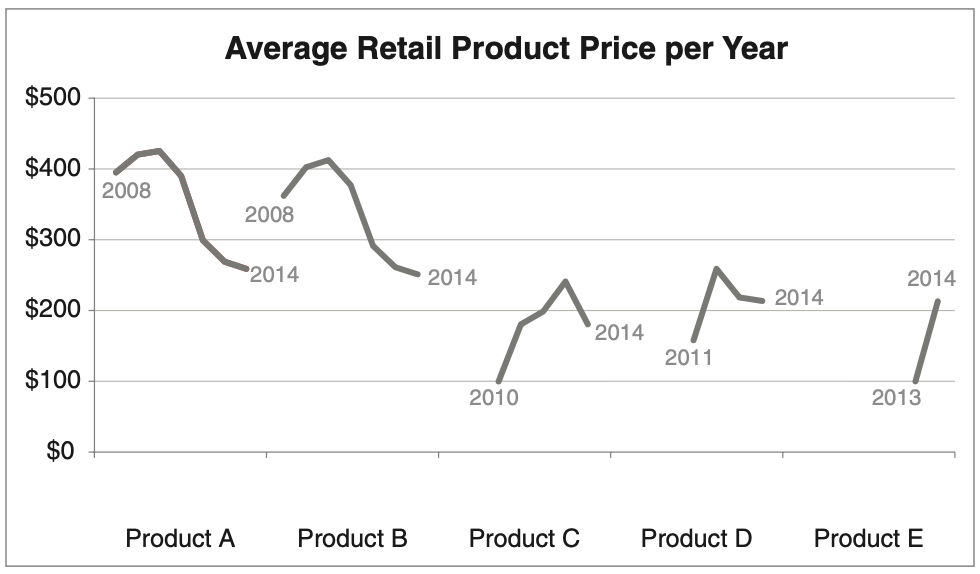 Average Retail Product Price per Year
$500
$400
$300
$200
$100
$0
2008
2014
2008
2014
2010
2014
2011
2014
2013
2014
Product A
Product B
Product C
Product D
Product E